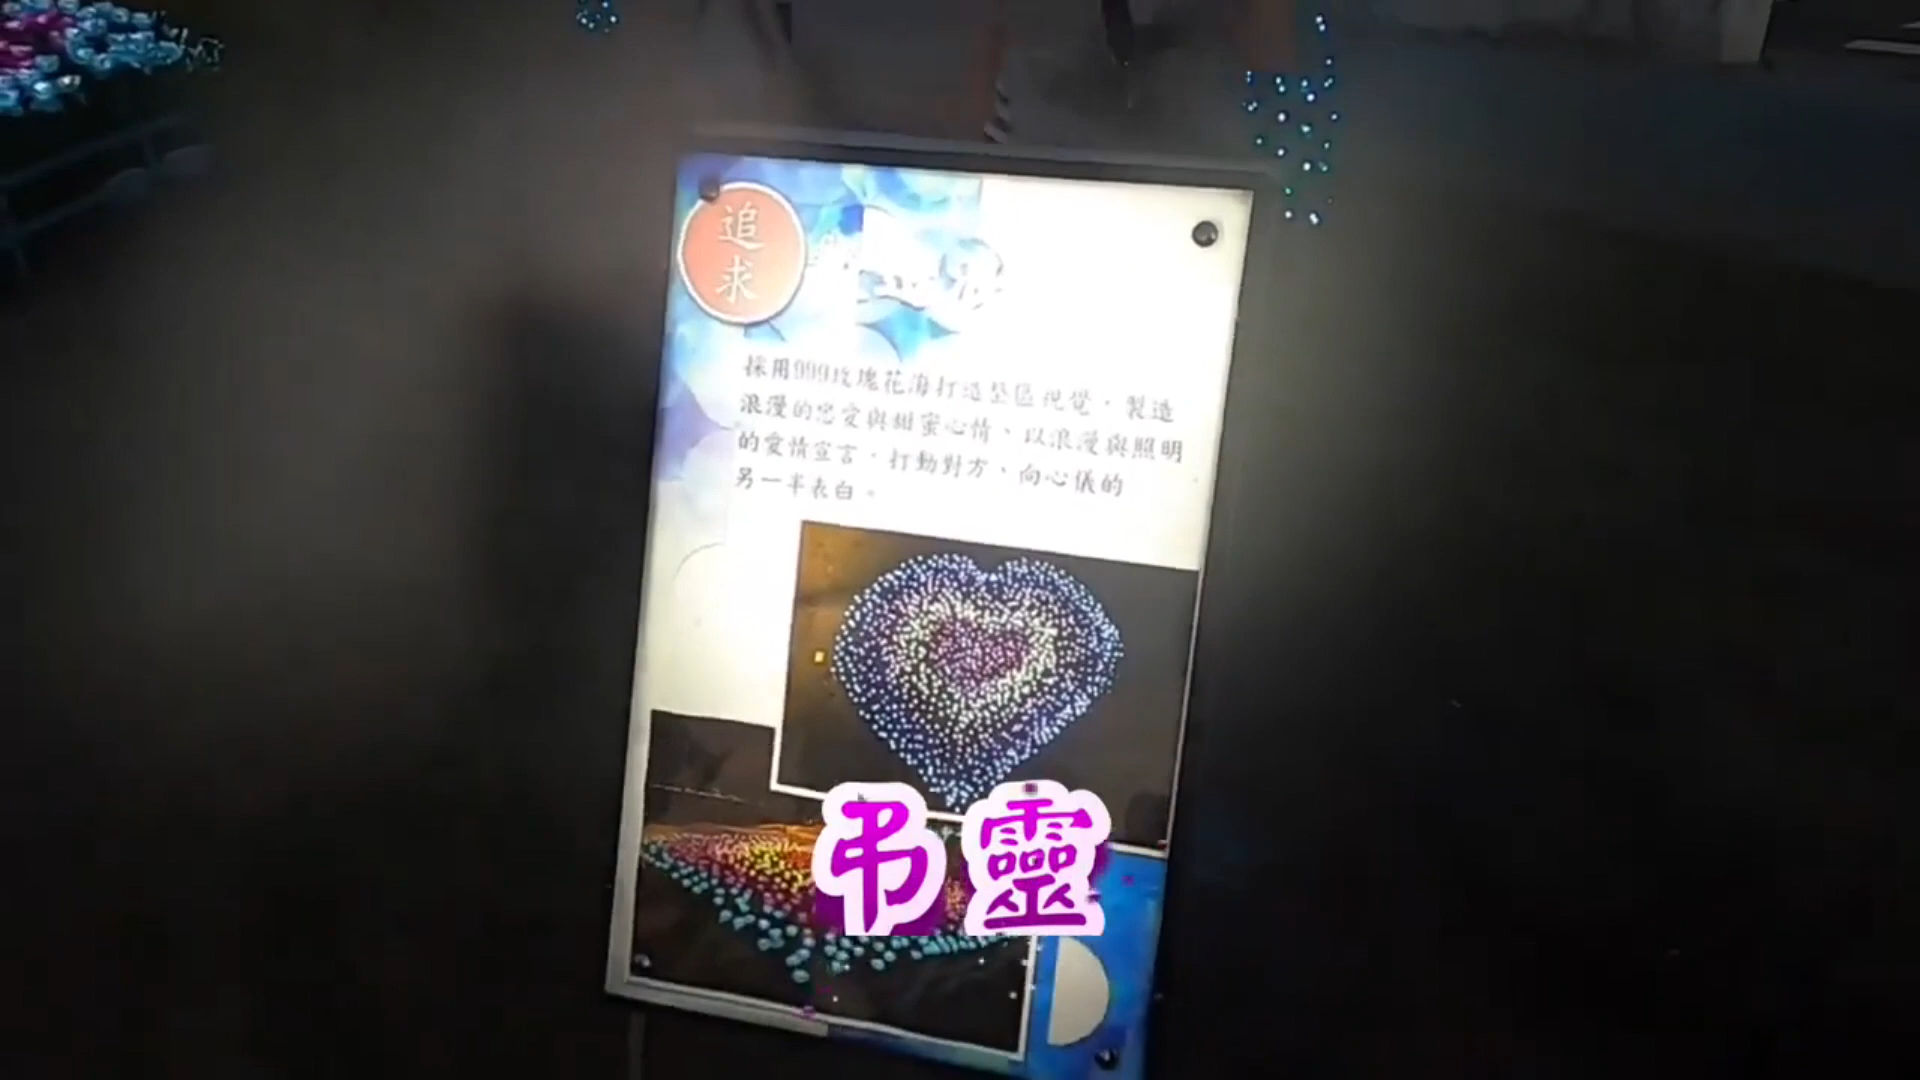 追
求
採用999玫瑰花海打造整區視覺，製造
浪漫的戀愛與甜蜜心情、以浪漫與照明
的愛情宣言，打動對方、向心儀的
另一半表白。
弔靈